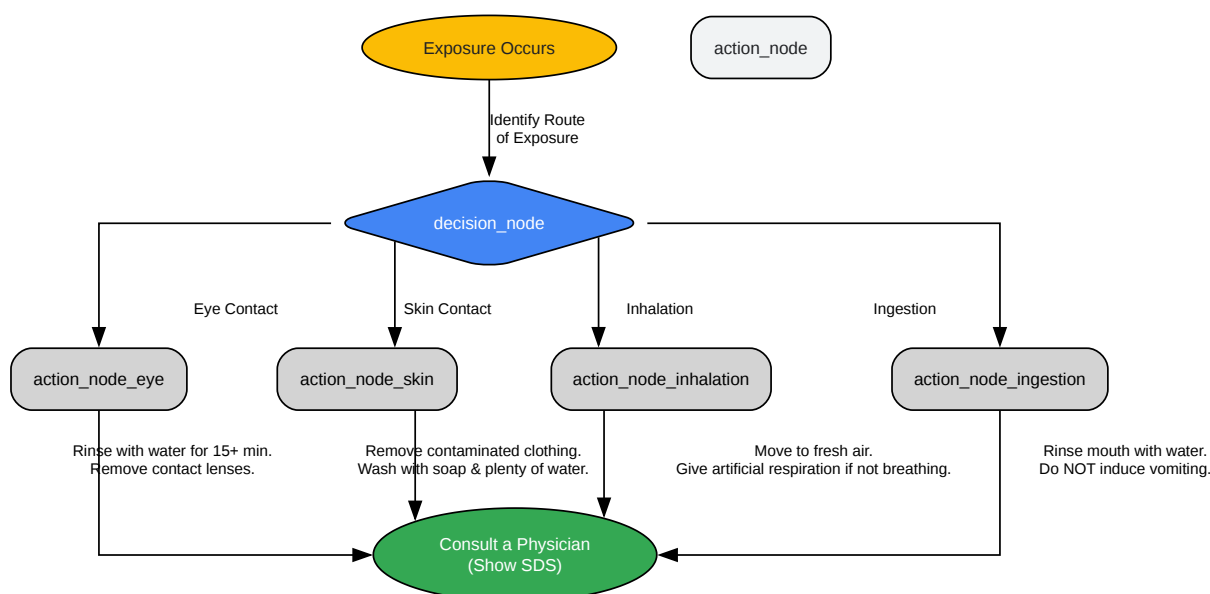 Exposure Occurs
action_node
Identify Route
of Exposure
decision_node
Eye Contact
Skin Contact
Inhalation
Ingestion
action_node_eye
action_node_skin
action_node_inhalation
action_node_ingestion
Rinse with water for 15+ min.
Remove contact lenses.
Remove contaminated clothing.
Wash with soap & plenty of water.
Move to fresh air.
Give artificial respiration if not breathing.
Rinse mouth with water.
Do NOT induce vomiting.
Consult a Physician
(Show SDS)